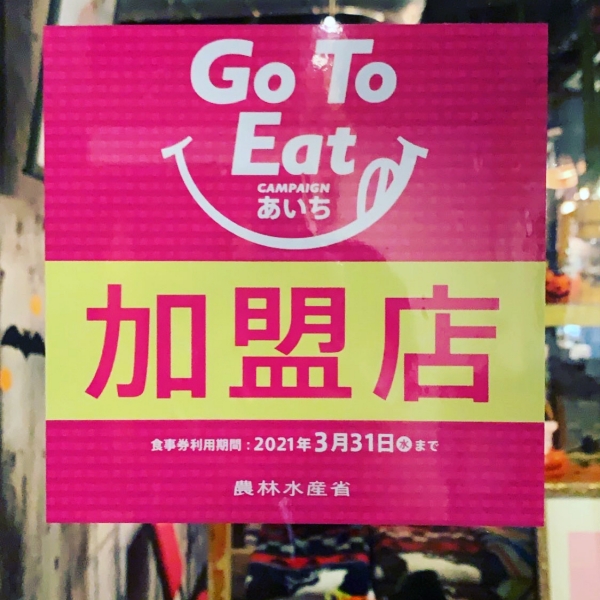 Go To
Eat
CAMPAIGN
あいち
加盟店
食事券利用期間：2021年3月31日㊌まで
農林水産省